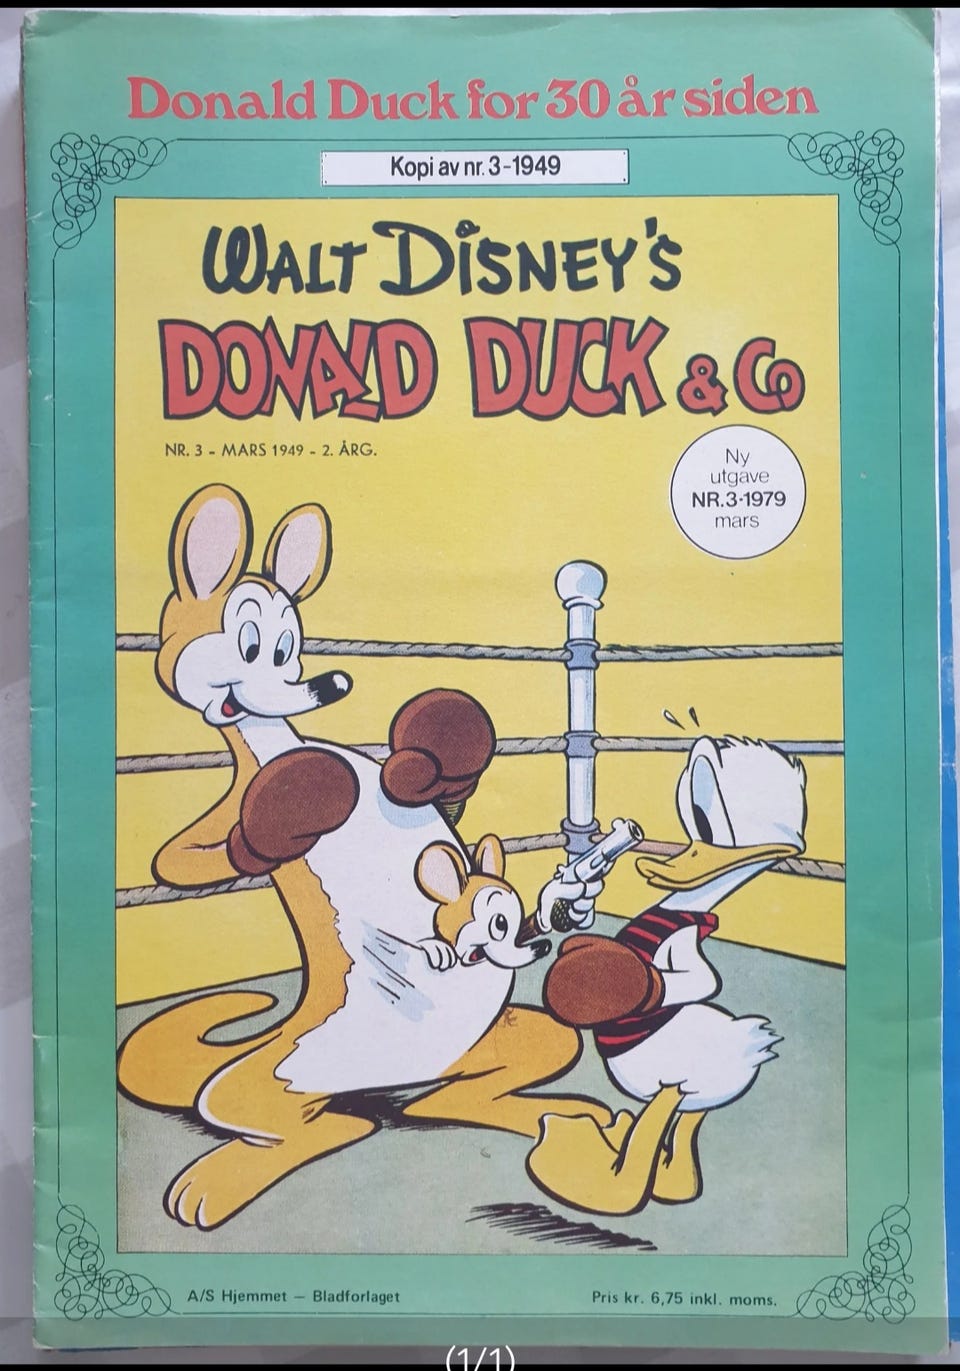 Donald Duck for 30 år siden
Kopi av nr. 3-1949
WALT DISNEY'S
DONALD DUCK & Co
NR. 3 - MARS 1949 - 2. ÅRG.
Ny
utgave
NR.3-1979
mars
A/S Hjemmet — Bladforlaget
Pris kr. 6,75 inkl. moms.
(1/1)